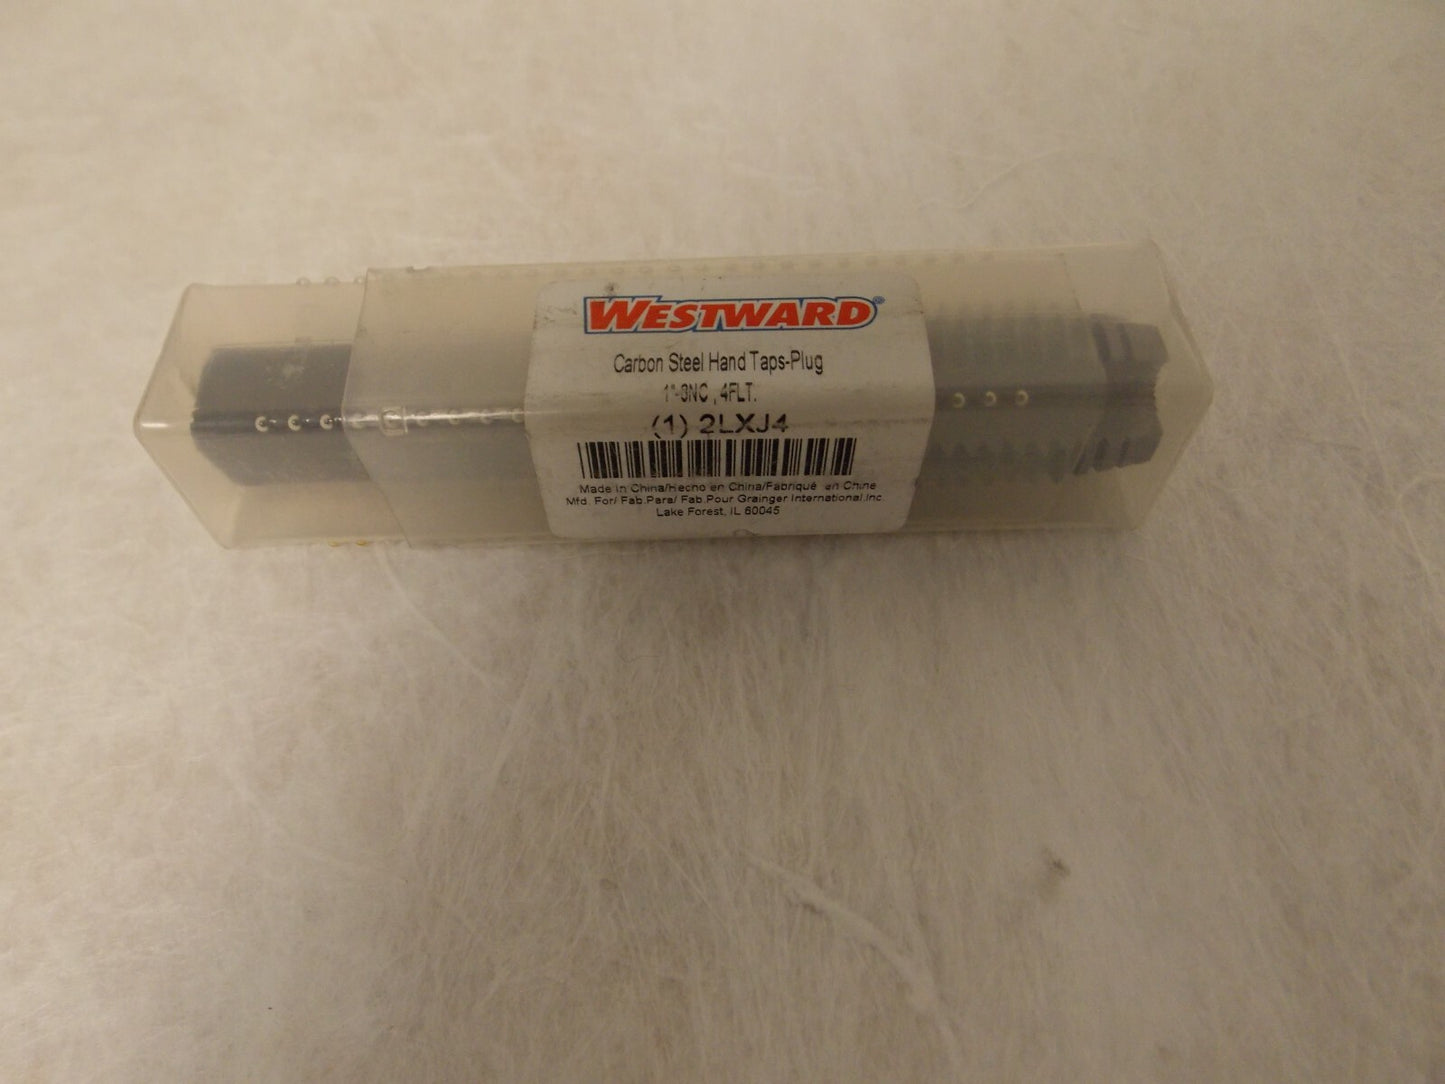 WESTWARD®
Carbon Steel Hand Taps-Plug
1"-8NC , 4FLT.
(1) 2LXJ4
Made in China/Hecho en China/Fabriqué en Chine
Mfd. For/ Fab.Para/ Fab.Pour Grainger International,Inc.
Lake Forest, IL 60045